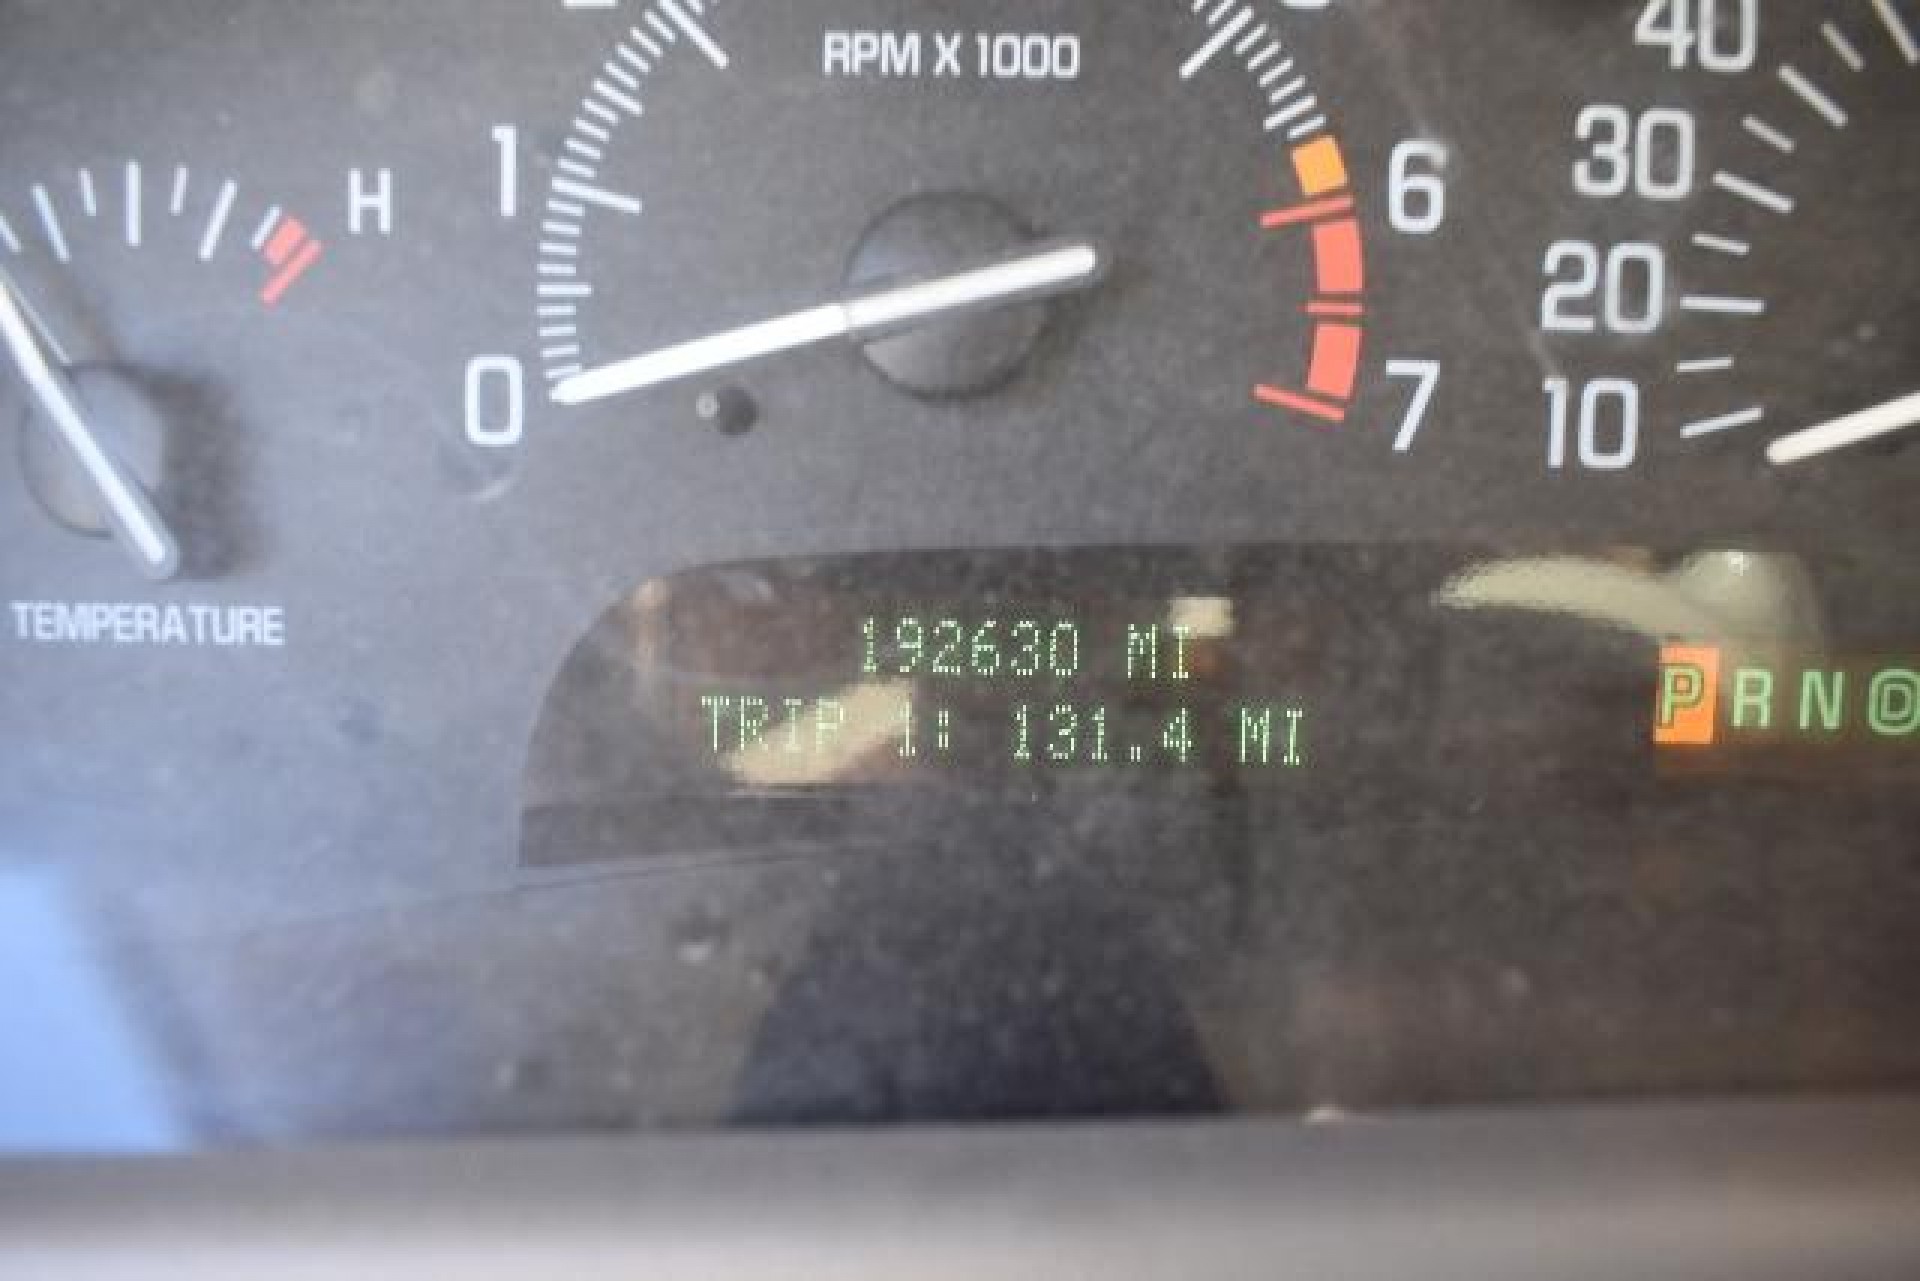 RPM X 1000
40
30
20
10
1
0
6
7
H
TEMPERATURE
192630 MI
TRIP 1: 131.4 MI
P R N D